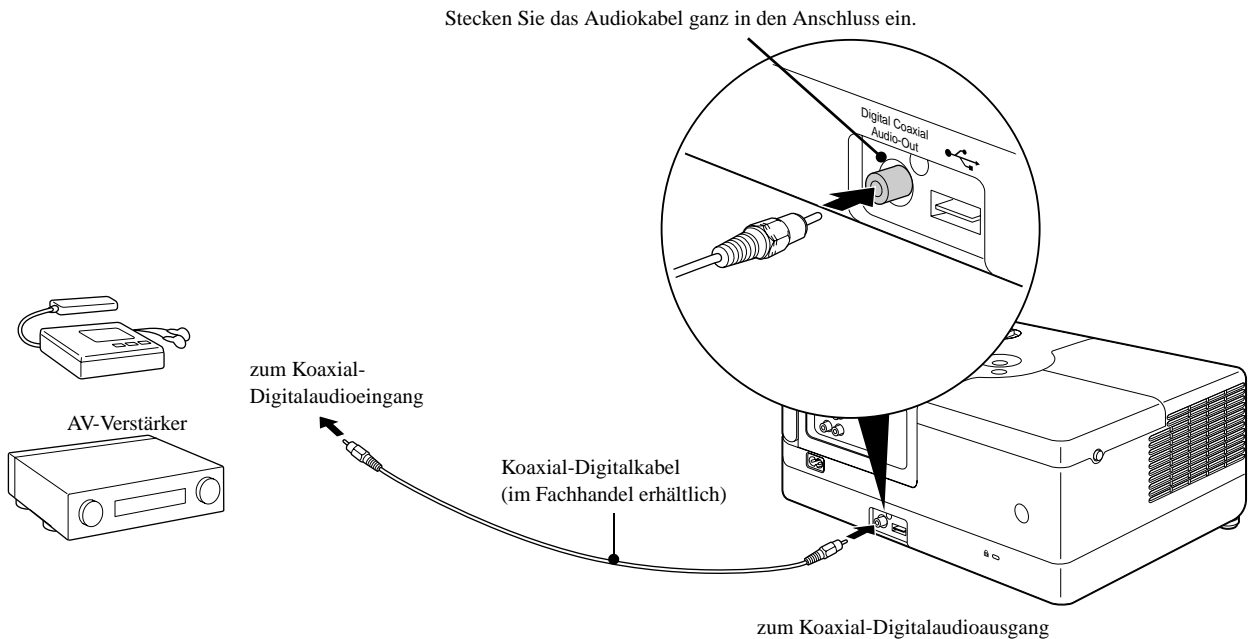 Stecken Sie das Audiokabel ganz in den Anschluss ein.
Digital Coaxial
Audio-Out
zum Koaxial-
Digitalaudioeingang
AV-Verstärker
Koaxial-Digitalkabel
(im Fachhandel erhältlich)
zum Koaxial-Digitalaudioausgang